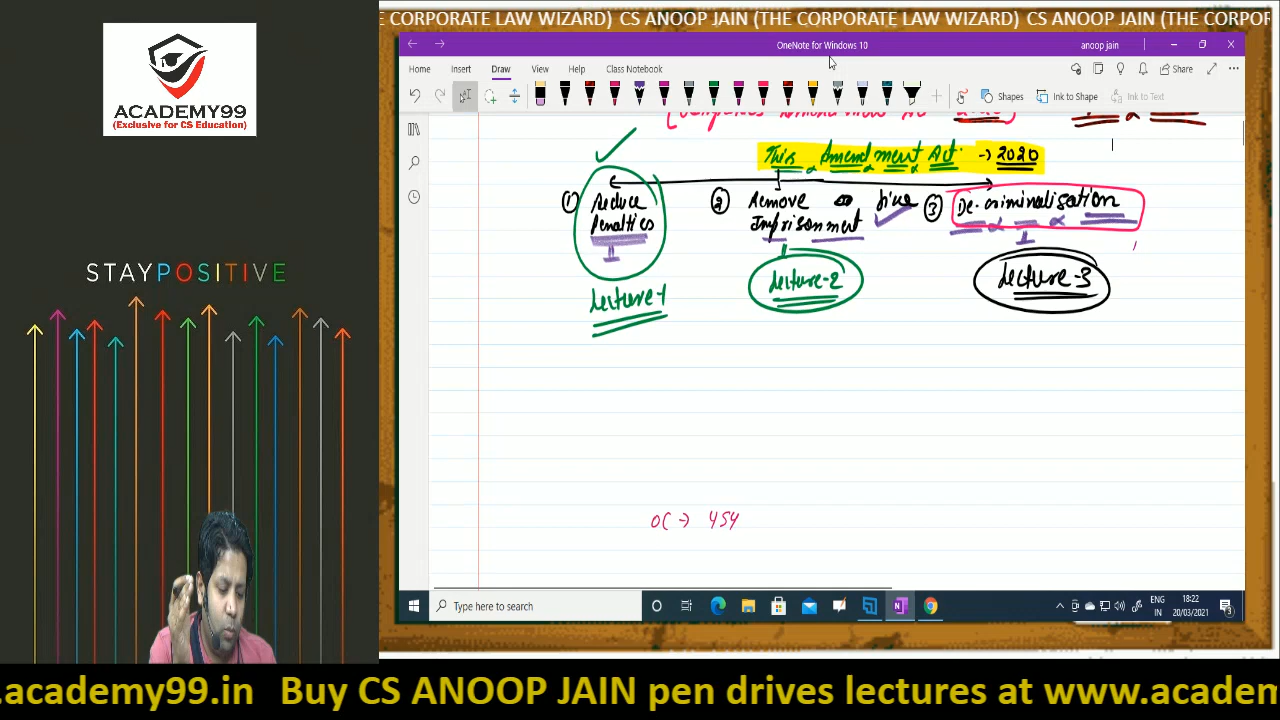 E CORPORATE LAW WIZARD) CS ANOOP JAIN (THE CORPORATE LAW WIZARD) CS ANOOP JAIN (THE CORPOR
ACADEMY99
(Exclusive for CS Education)
OneNote for Windows 10
anoop jain
Home Insert Draw View Help Class Notebook
Share
Shapes Ink to Shape Ink to Text
This Amendment Act → 2020
① Reduce Penalties
② Remove Imprisonment
fine
③ De-criminalisation
Lecture-1
Lecture-2
Lecture-3
STAYPOSITIVE
OC → 454
Type here to search
ENG
IN
18:22
20/03/2021
3
.academy99.in Buy CS ANOOP JAIN pen drives lectures at www.academ